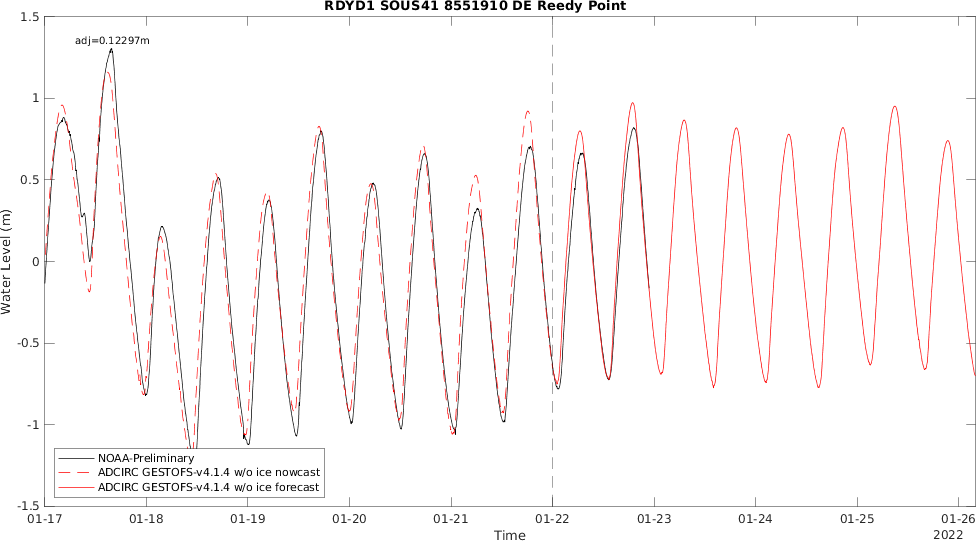 RDYD1 SOUS41 8551910 DE Reedy Point
adj=0.12297m
1.5
1
0.5
0
-0.5
-1
-1.5
Water Level (m)
NOAA-Preliminary
ADCIRC GESTOFS-v4.1.4 w/o ice nowcast
ADCIRC GESTOFS-v4.1.4 w/o ice forecast
01-17 01-18 01-19 01-20 01-21 01-22 01-23 01-24 01-25 01-26
Time
2022